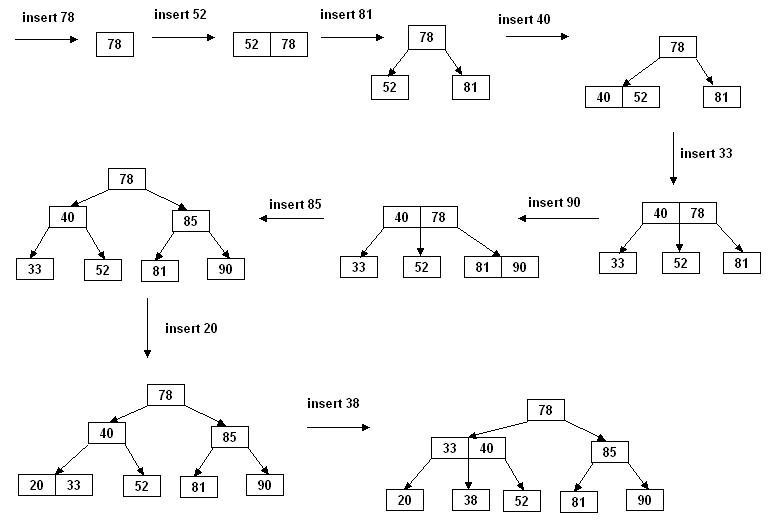 insert 78
78
insert 52
52 78
insert 81
78
52 81
insert 40
78
40 52 81
insert 33
40 78
33 52 81
insert 90
40 78
33 52 81 90
insert 85
78
40 85
33 52 81 90
insert 20
78
40 85
20 33 52 81 90
insert 38
78
33 40 85
20 38 52 81 90